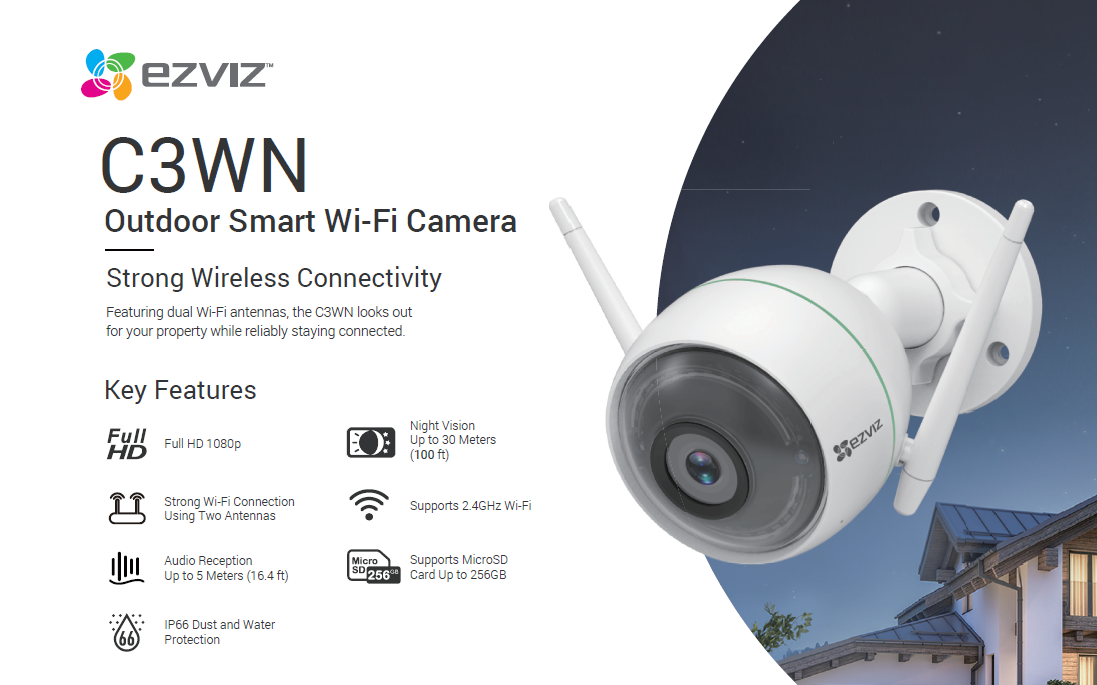 ezviz™
C3WN
Outdoor Smart Wi-Fi Camera
Strong Wireless Connectivity
Featuring dual Wi-Fi antennas, the C3WN looks out
for your property while reliably staying connected.
Key Features
Full
HD
Full HD 1080p
Night Vision
Up to 30 Meters
(100 ft)
Strong Wi-Fi Connection
Using Two Antennas
Supports 2.4GHz Wi-Fi
Audio Reception
Up to 5 Meters (16.4 ft)
Micro
SD
256GB
Supports MicroSD
Card Up to 256GB
66
IP66 Dust and Water
Protection
ezviz